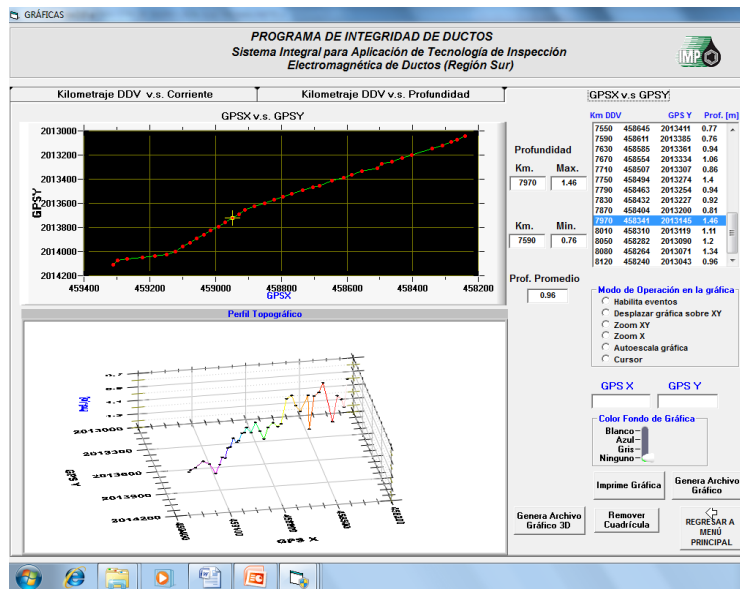 GRÁFICAS
PROGRAMA DE INTEGRIDAD DE DUCTOS
Sistema Integral para Aplicación de Tecnología de Inspección
Electromagnética de Ductos (Región Sur)
IMP
Kilometraje DDV v.s. Corriente
Kilometraje DDV v.s. Profundidad
GPSX v.s GPSY
GPSX v.s. GPSY
2013000
2013200
2013400
2013600
2013800
2014000
2014200
GPSY
459400 459200 459000 458800 458600 458400 458200
GPSX
Profundidad
Km. Max.
7970 1.46
Km. Min.
7590 0.76
Prof. Promedio
0.96
Km DDV GPS Y Prof. [m]
7550 458645 2013411 0.77
7590 458611 2013385 0.76
7630 458585 2013361 0.94
7670 458554 2013334 1.06
7710 458507 2013307 0.86
7750 458494 2013274 1.4
7790 458463 2013254 0.94
7830 458432 2013227 0.92
7870 458404 2013200 0.81
7970 458341 2013145 1.46
8010 458310 2013119 1.11
8050 458282 2013090 1.2
8080 458264 2013071 1.34
8120 458240 2013043 0.96
Modo de Operación en la gráfica
Habilita eventos
Desplazar gráfica sobre XY
Zoom XY
Zoom X
Autoescala gráfica
Cursor
GPS X GPS Y
Color Fondo de Gráfica
Blanco
Azul
Gris
Ninguno
Imprime Gráfica
Genera Archivo
Gráfico
Genera Archivo
Gráfico 3D
Remover
Cuadrícula
REGRESAR A
MENÚ
PRINCIPAL
Perfil Topográfico
2013000
2013300
2013600
2013900
2014200
GPS Y
GPS X